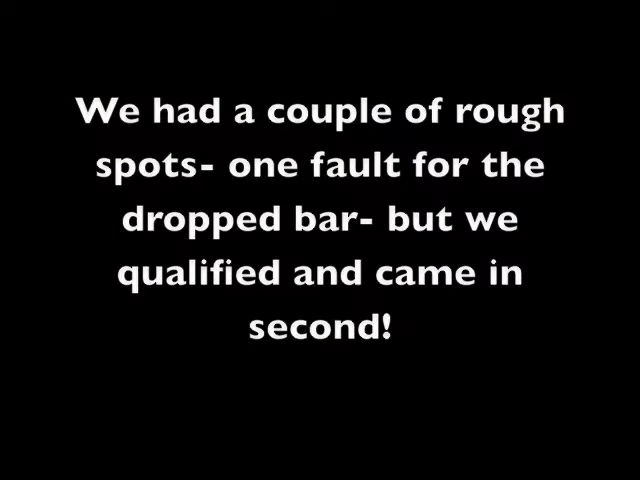 We had a couple of rough
spots- one fault for the
dropped bar- but we
qualified and came in
second!